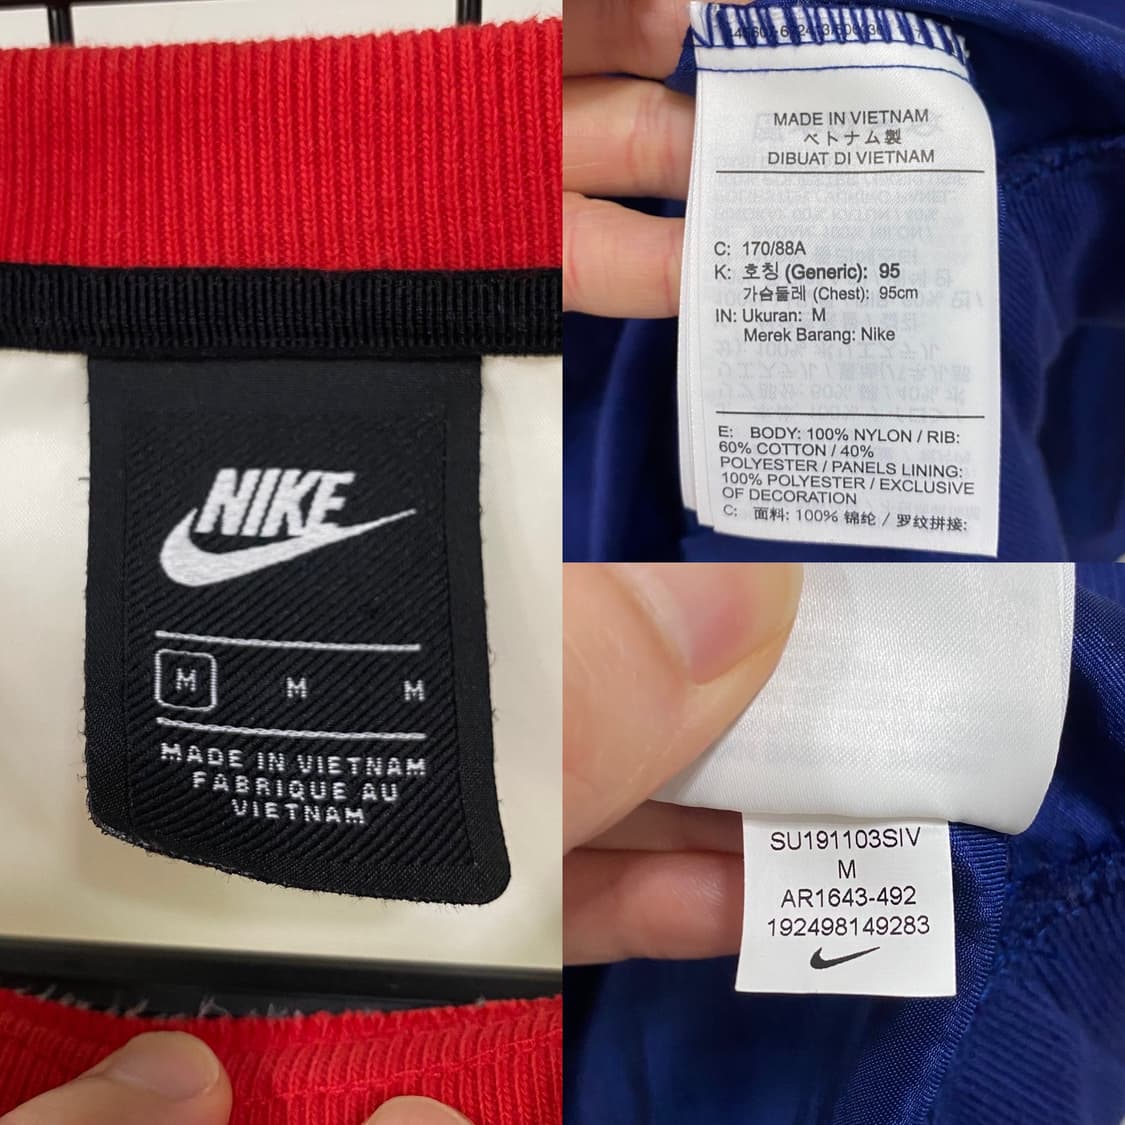 NIKE
M M M
MADE IN VIETNAM
FABRIQUE AU
VIETNAM
MADE IN VIETNAM
ベトナム製
DIBUAT DI VIETNAM
C: 170/88A
K: 호칭 (Generic): 95
가슴둘레 (Chest): 95cm
IN: Ukuran: M
Merek Barang: Nike
E: BODY: 100% NYLON / RIB:
60% COTTON / 40%
POLYESTER / PANELS LINING:
100% POLYESTER / EXCLUSIVE
OF DECORATION
C: 面料: 100% 锦纶 / 罗纹拼接:
SU191103SIV
M
AR1643-492
192498149283